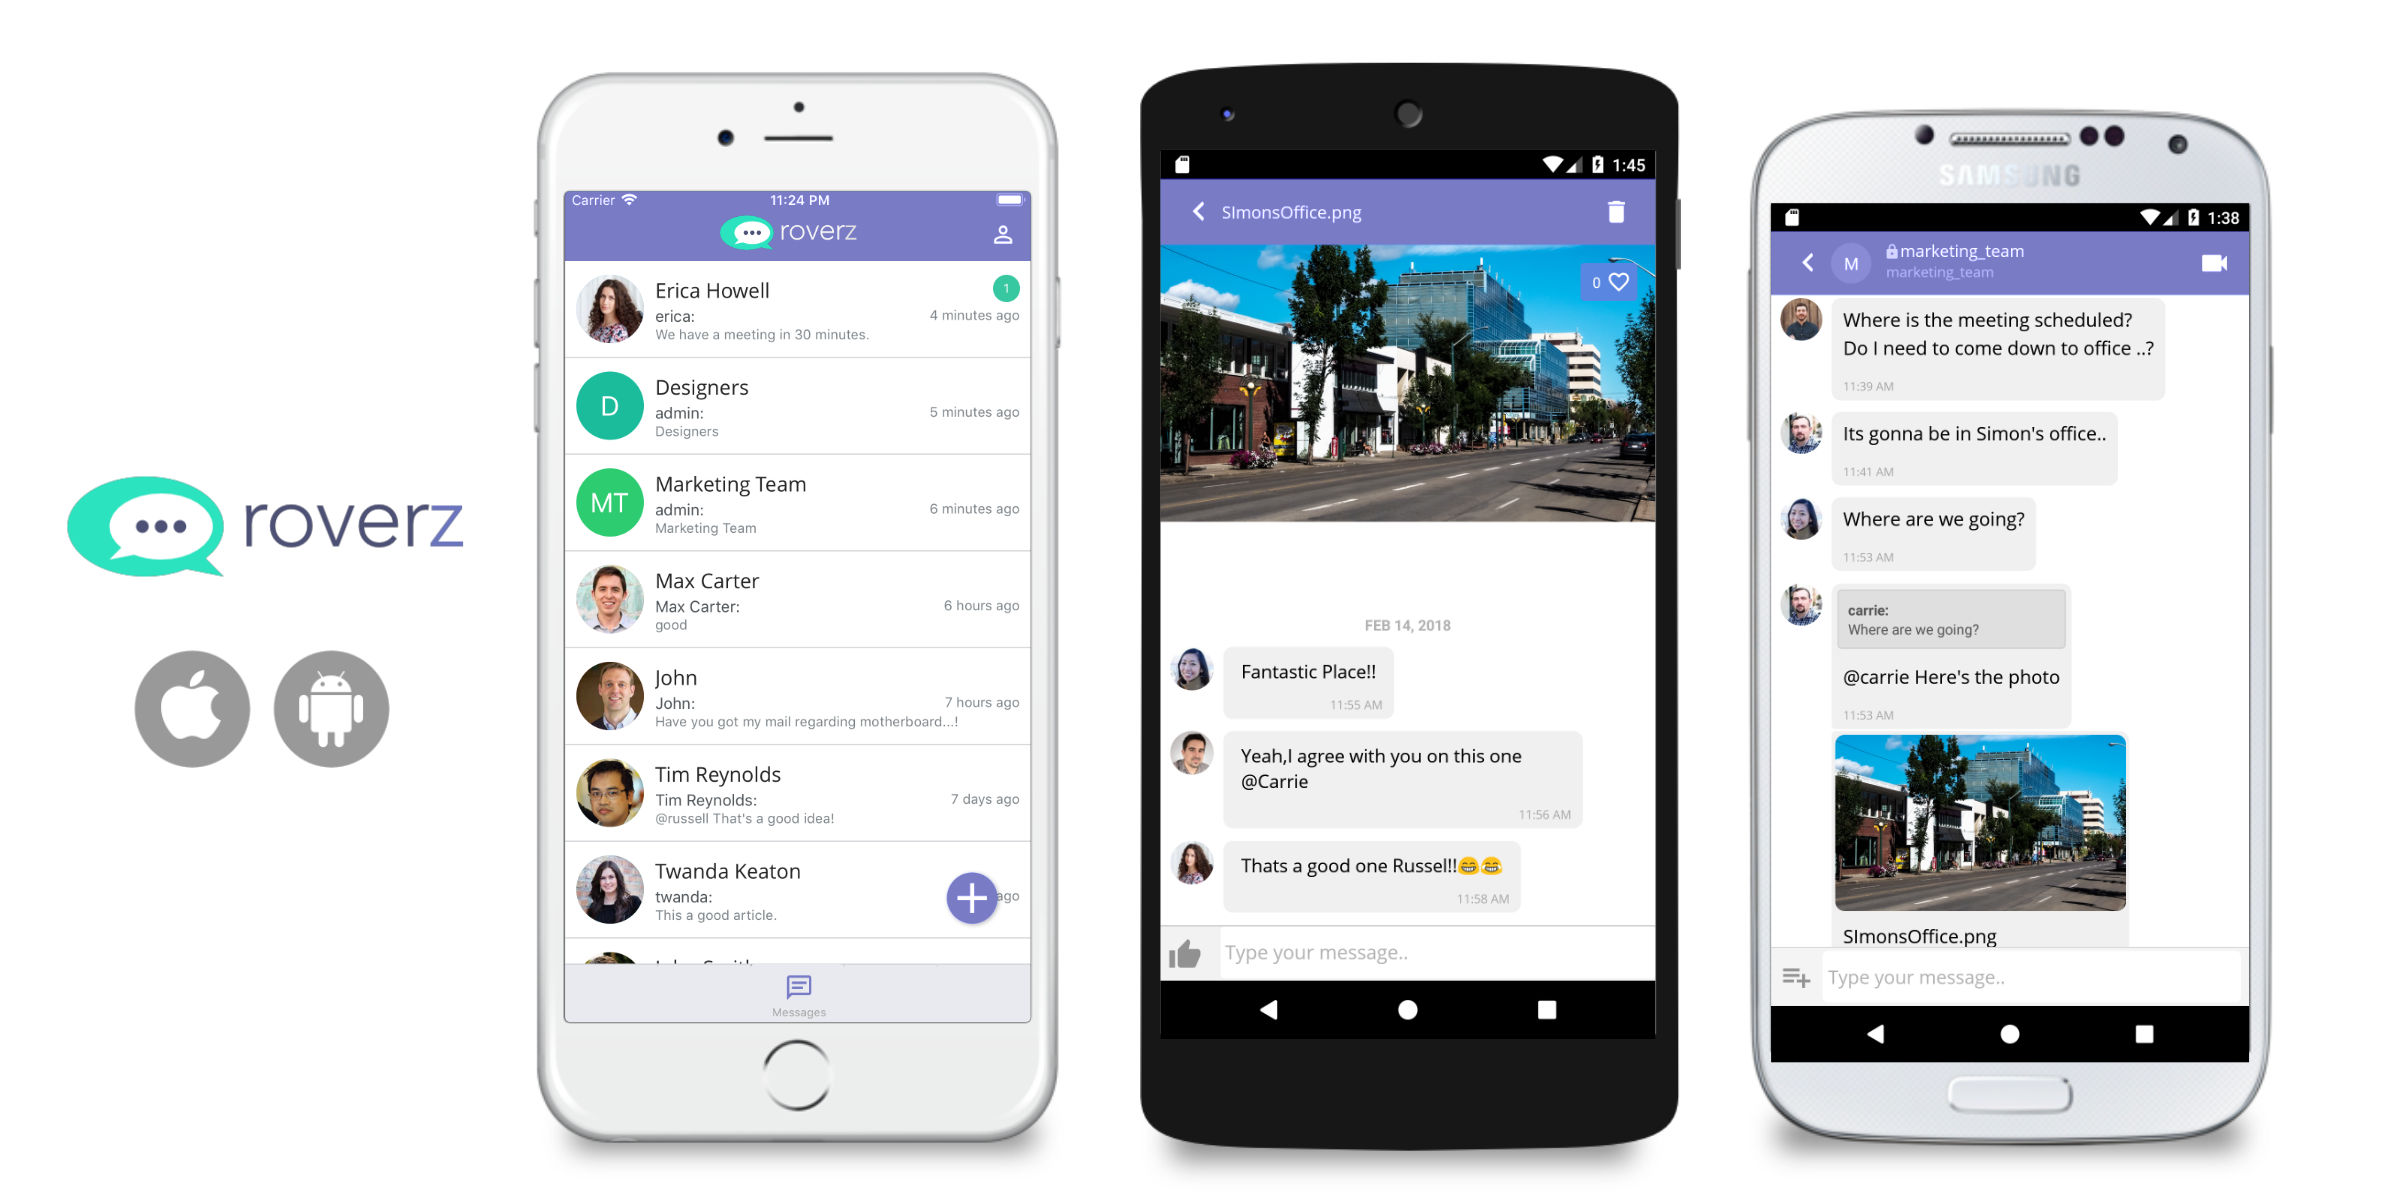 roverz
Carrier 11:24 PM
roverz
Erica Howell
1
erica:
4 minutes ago
We have a meeting in 30 minutes.
D
Designers
admin:
5 minutes ago
Designers
MT
Marketing Team
admin:
6 minutes ago
Marketing Team
Max Carter
Max Carter:
6 hours ago
good
John
John:
7 hours ago
Have you got my mail regarding motherboard...!
Tim Reynolds
Tim Reynolds:
7 days ago
@russell That's a good idea!
Twanda Keaton
twanda:
ago
This a good article.
Messages
1:45
SImonsOffice.png
0
FEB 14, 2018
Fantastic Place!!
11:55 AM
Yeah,I agree with you on this one
@Carrie
11:56 AM
Thats a good one Russel!!😂😂
11:58 AM
Type your message..
SAMSUNG
1:38
M
marketing_team
marketing_team
Where is the meeting scheduled?
Do I need to come down to office ..?
11:39 AM
Its gonna be in Simon's office..
11:41 AM
Where are we going?
11:53 AM
carrie:
Where are we going?
@carrie Here's the photo
11:53 AM
SImonsOffice.png
Type your message..